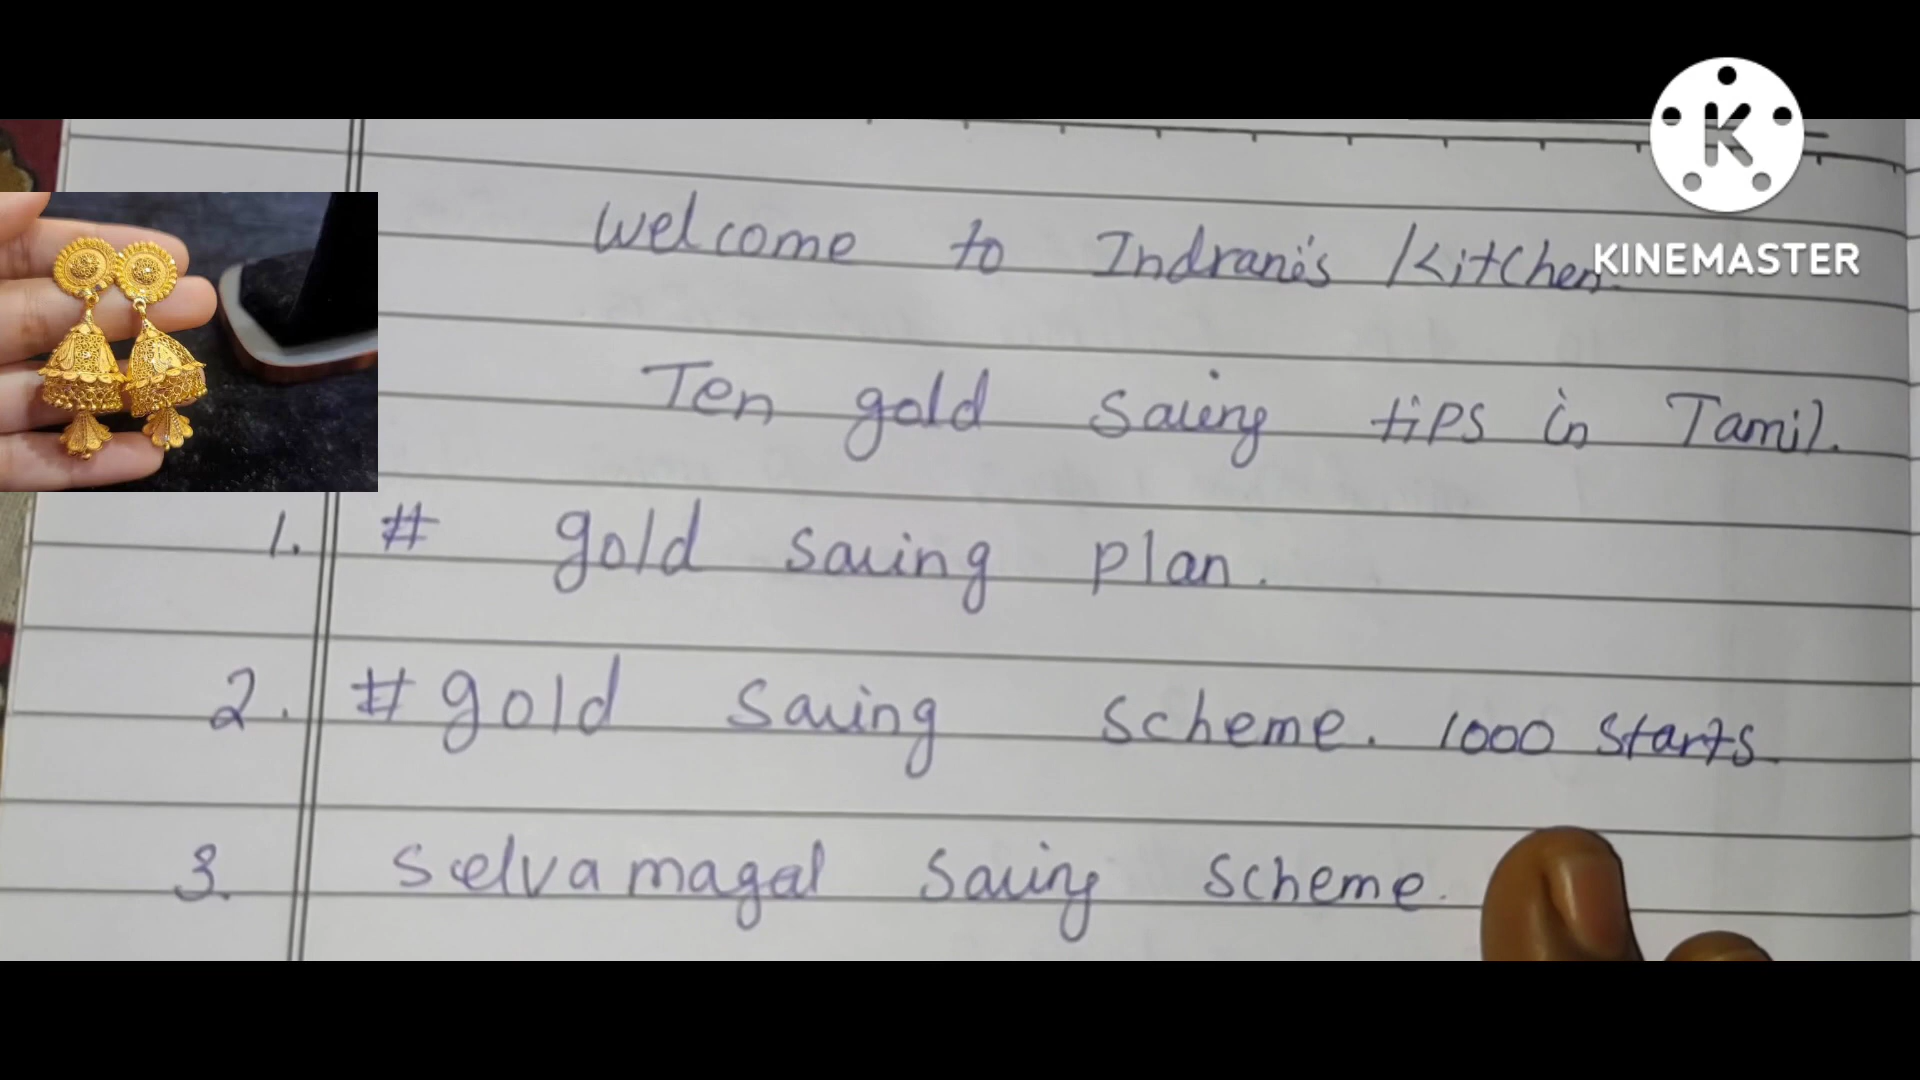 Welcome to Indrani's Kitchen.
Ten gold saving tips in Tamil.
1. # gold saving plan.
2. # gold saving scheme. 1000 starts.
3. selvamagal saving scheme.
KINEMASTER